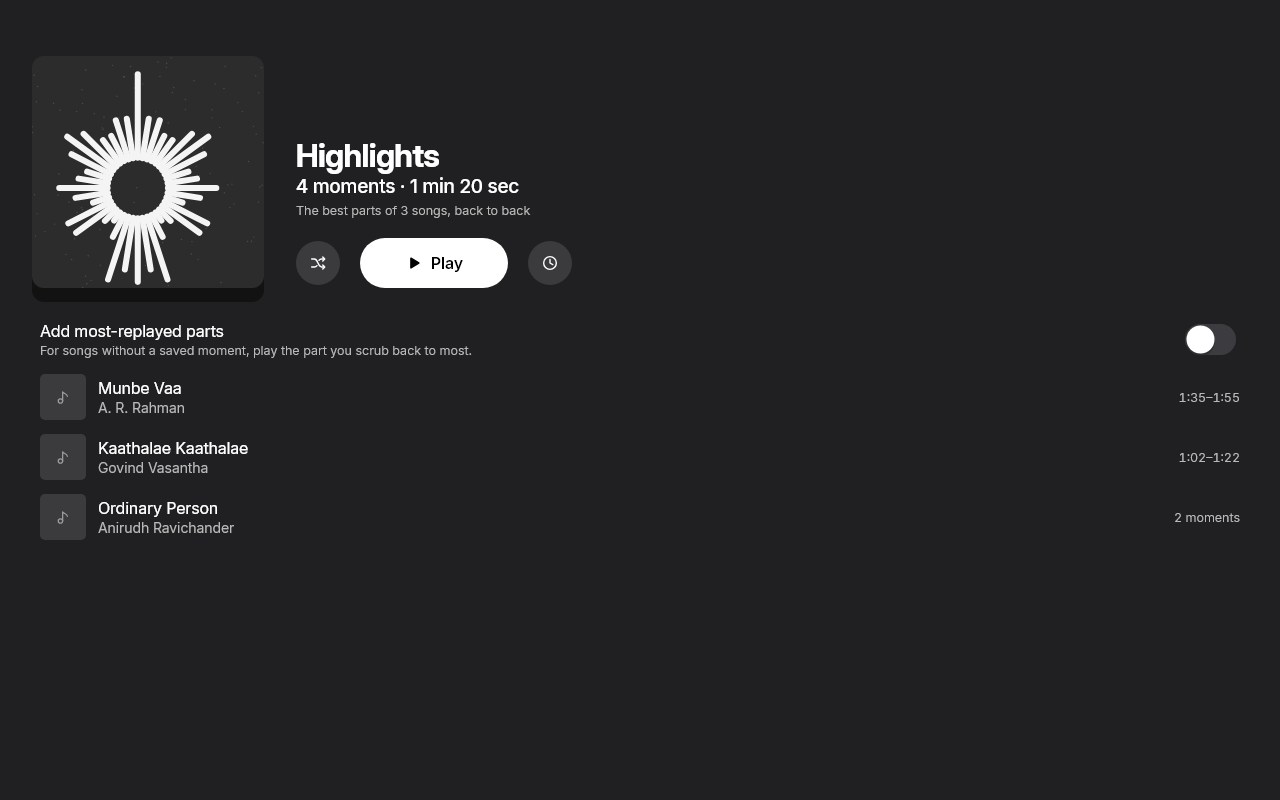 Highlights
4 moments · 1 min 20 sec
The best parts of 3 songs, back to back
Play
Add most-replayed parts
For songs without a saved moment, play the part you scrub back to most.
Munbe Vaa
A. R. Rahman
1:35–1:55
Kaathalae Kaathalae
Govind Vasantha
1:02–1:22
Ordinary Person
Anirudh Ravichander
2 moments